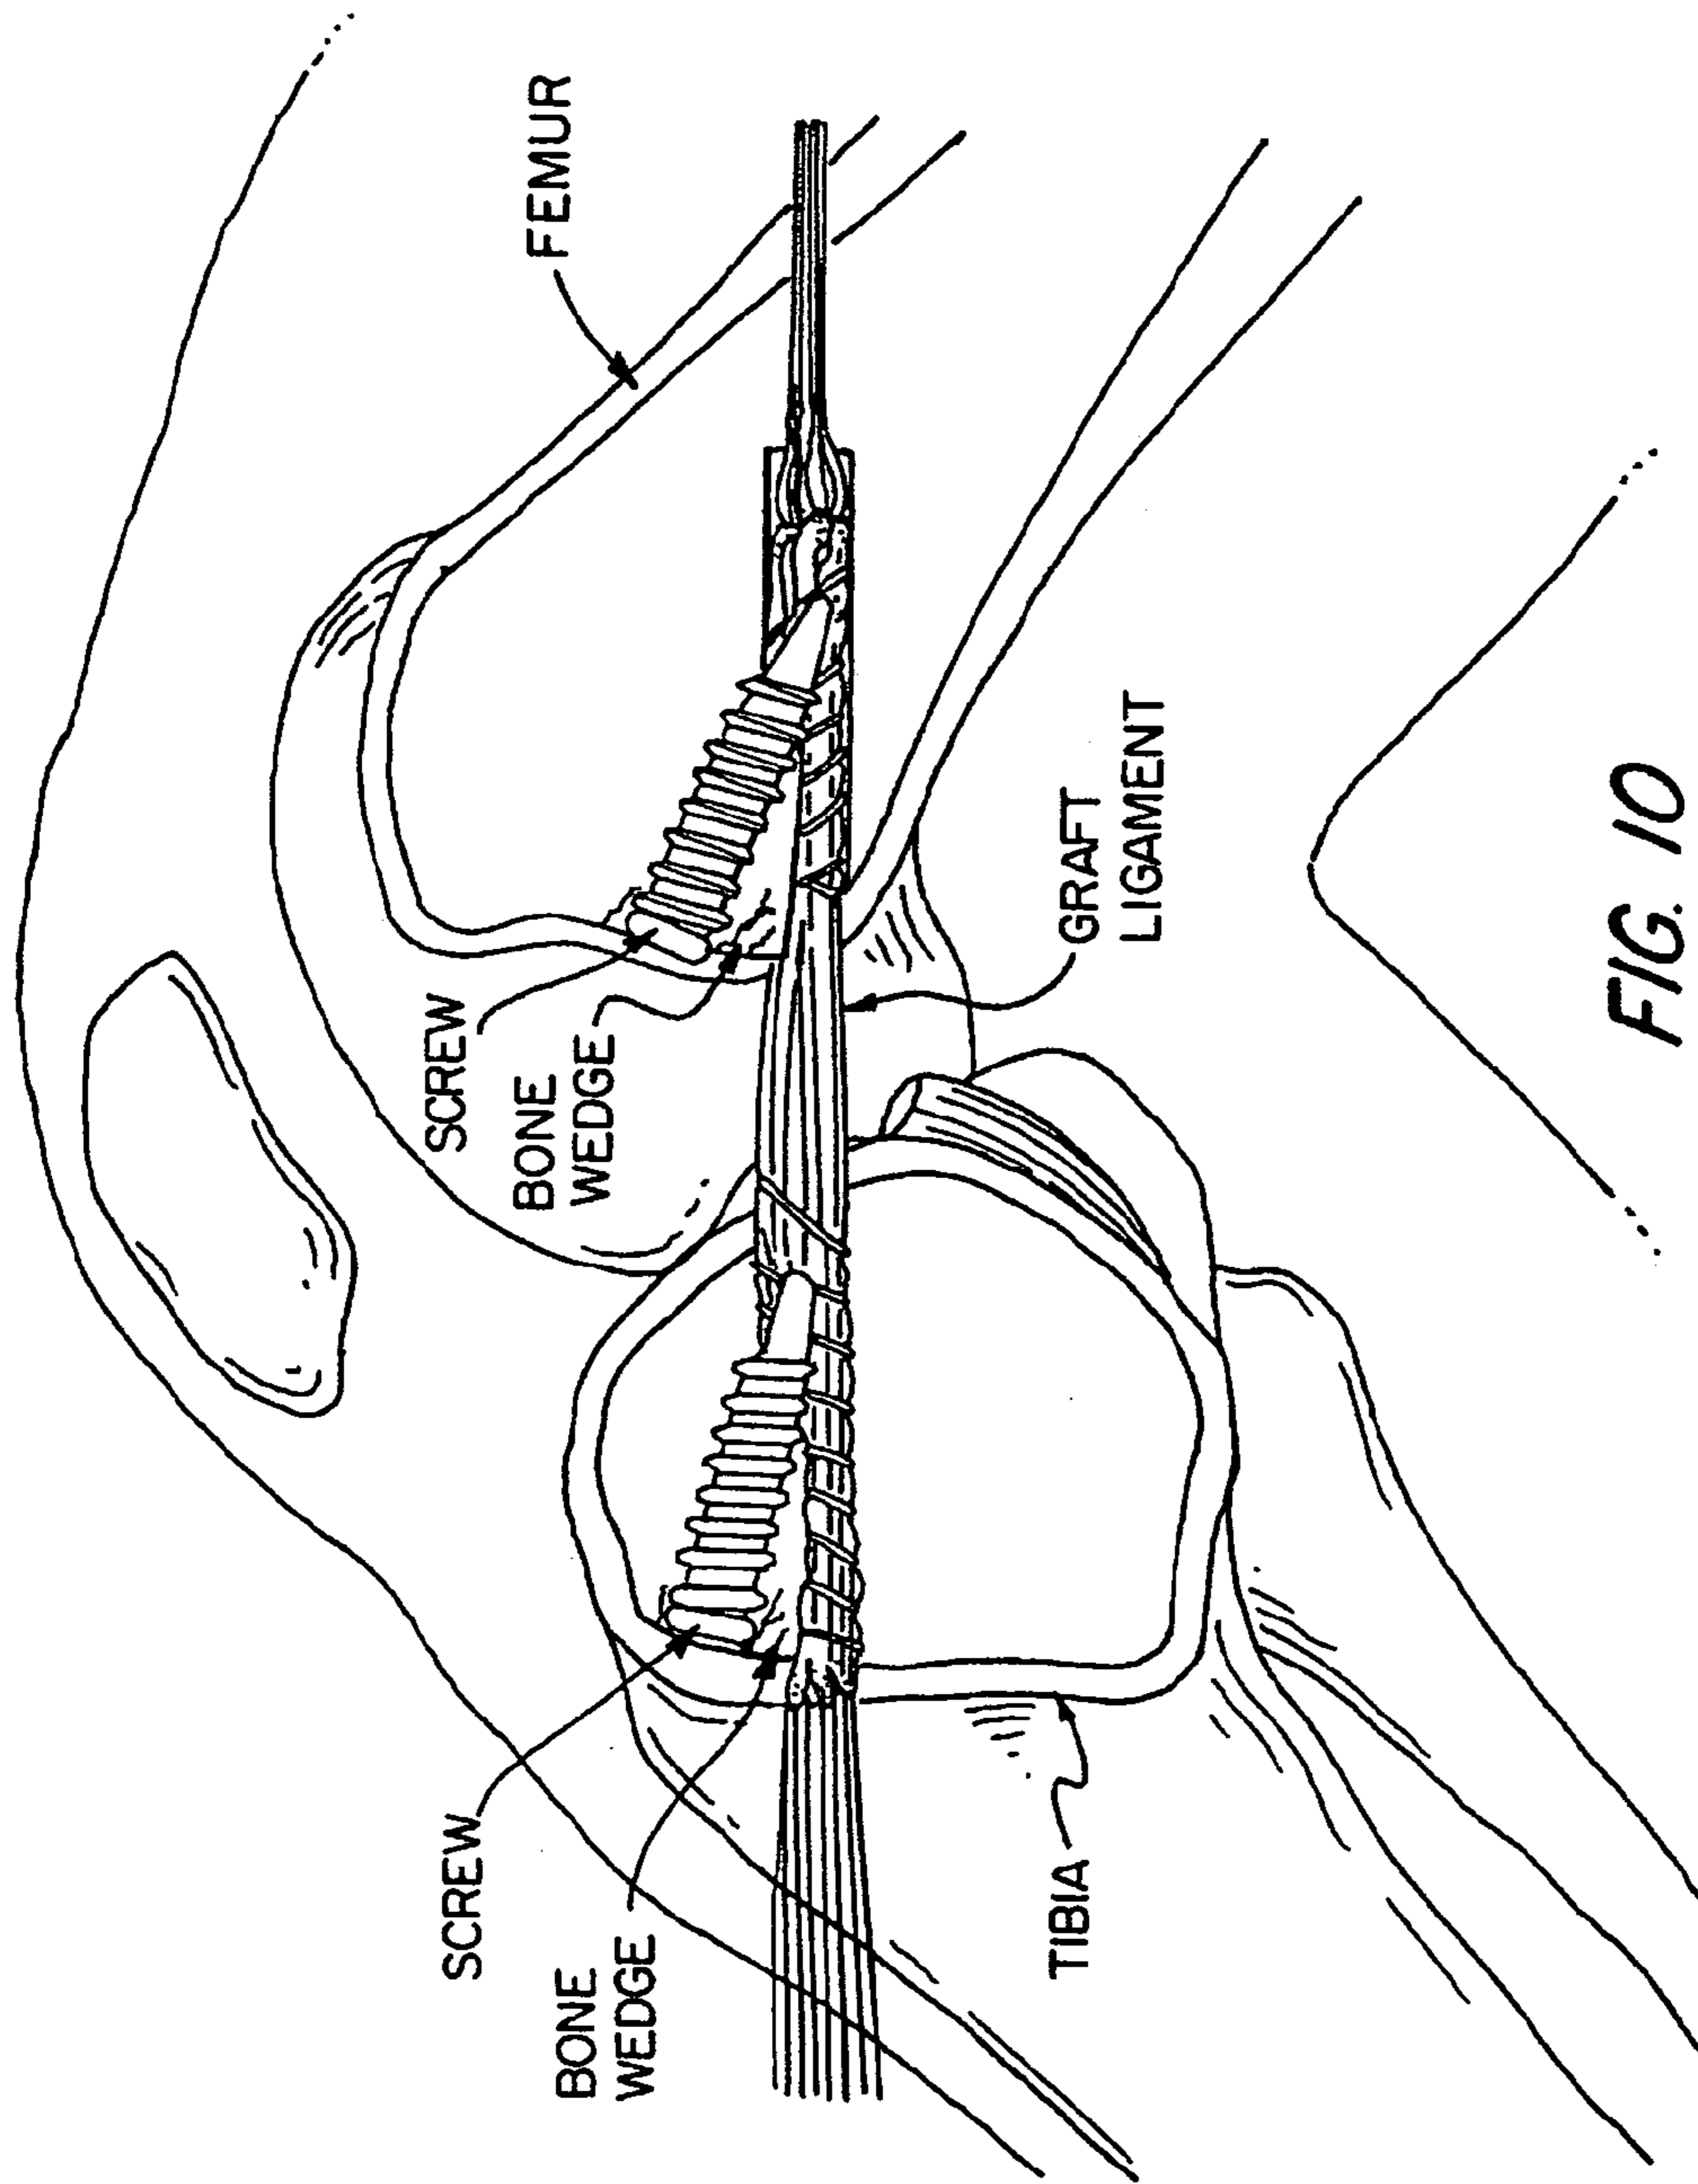 FEMUR
SCREW
BONE
WEDGE
SCREW
BONE
WEDGE
GRAFT
LIGAMENT
TIBIA
FIG. 10